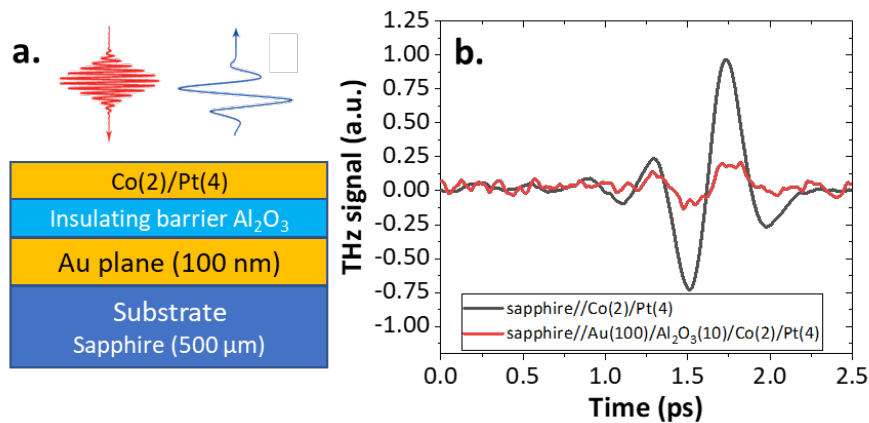 a.
Co(2)/Pt(4)
Insulating barrier Al₂O₃
Au plane (100 nm)
Substrate
Sapphire (500 µm)
b.
THz signal (a.u.)
1.25
1.00
0.75
0.50
0.25
0.00
-0.25
-0.50
-0.75
-1.00
sapphire//Co(2)/Pt(4)
sapphire//Au(100)/Al₂O₃(10)/Co(2)/Pt(4)
0.0
0.5
1.0
1.5
2.0
2.5
Time (ps)